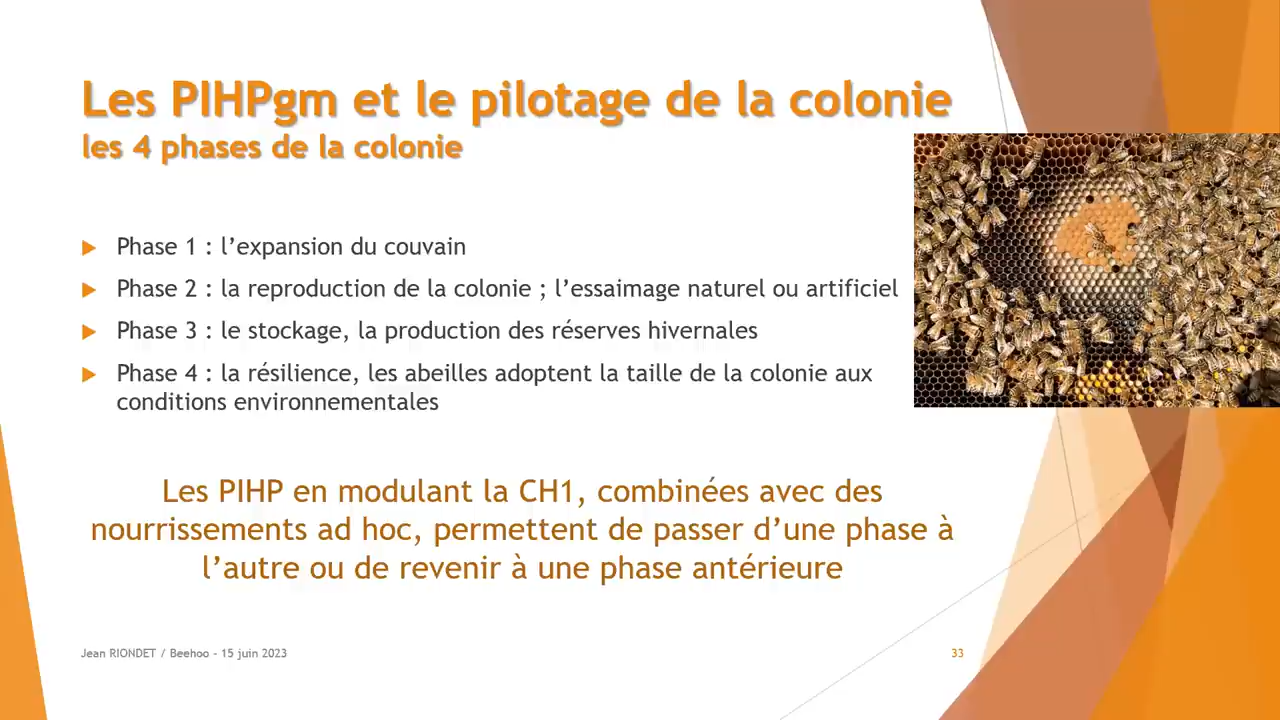 Les PIHPgm et le pilotage de la colonie
les 4 phases de la colonie
Phase 1 : l’expansion du couvain
Phase 2 : la reproduction de la colonie ; l’essaimage naturel ou artificiel
Phase 3 : le stockage, la production des réserves hivernales
Phase 4 : la résilience, les abeilles adoptent la taille de la colonie aux
conditions environnementales
Les PIHP en modulant la CH1, combinées avec des
nourrissements ad hoc, permettent de passer d’une phase à
l’autre ou de revenir à une phase antérieure
Jean RIONDET / Beehoo - 15 juin 2023
33